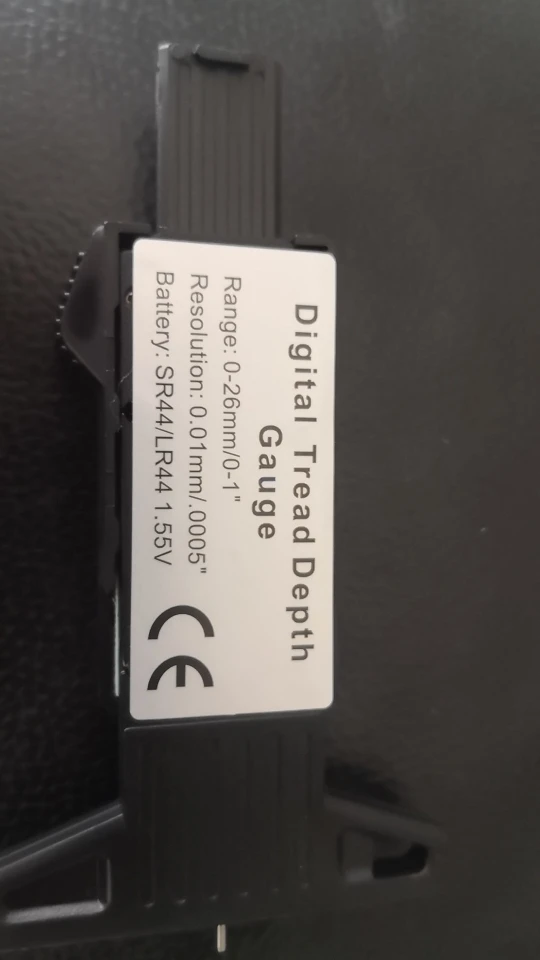 Digital Tread Depth
Gauge
Range: 0-26mm/0-1"
Resolution: 0.01mm/.0005"
Battery: SR44/LR44 1.55V
CE